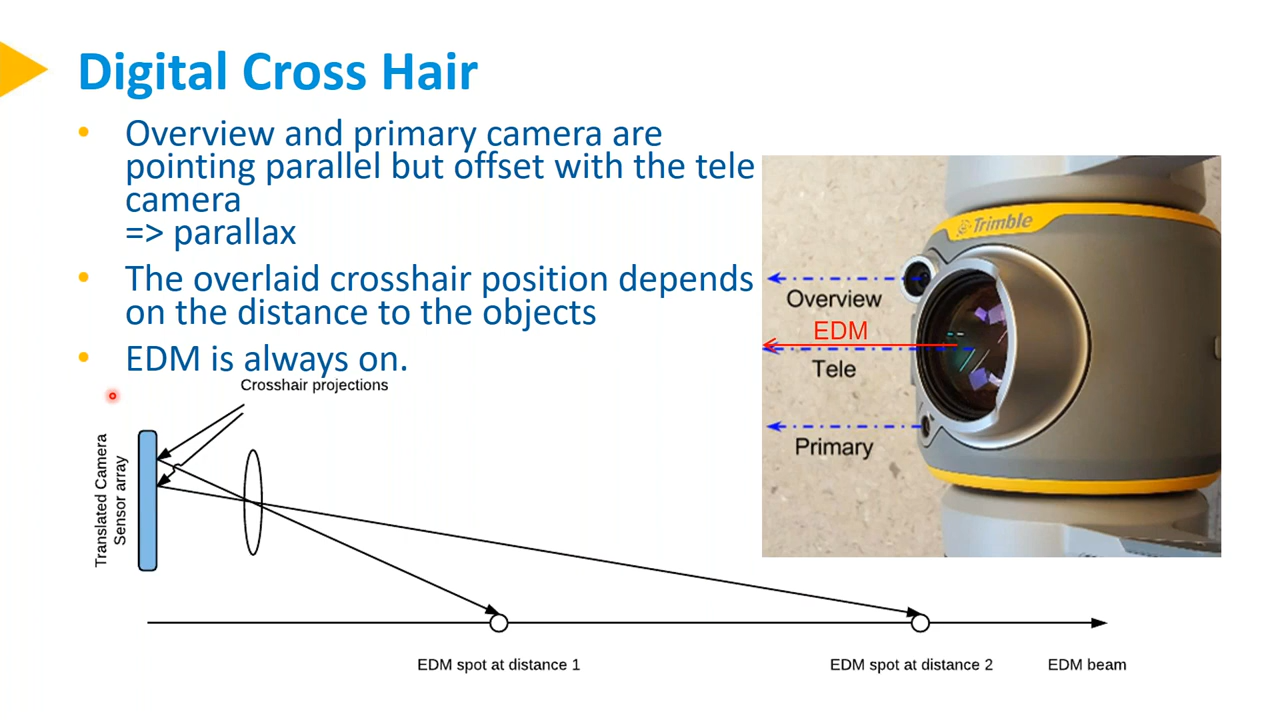 Digital Cross Hair
• Overview and primary camera are
pointing parallel but offset with the tele
camera
=> parallax
• The overlaid crosshair position depends
on the distance to the objects
• EDM is always on.
Trimble
Overview
EDM
Tele
Primary
Crosshair projections
Translated Camera
Sensor array
EDM spot at distance 1
EDM spot at distance 2
EDM beam